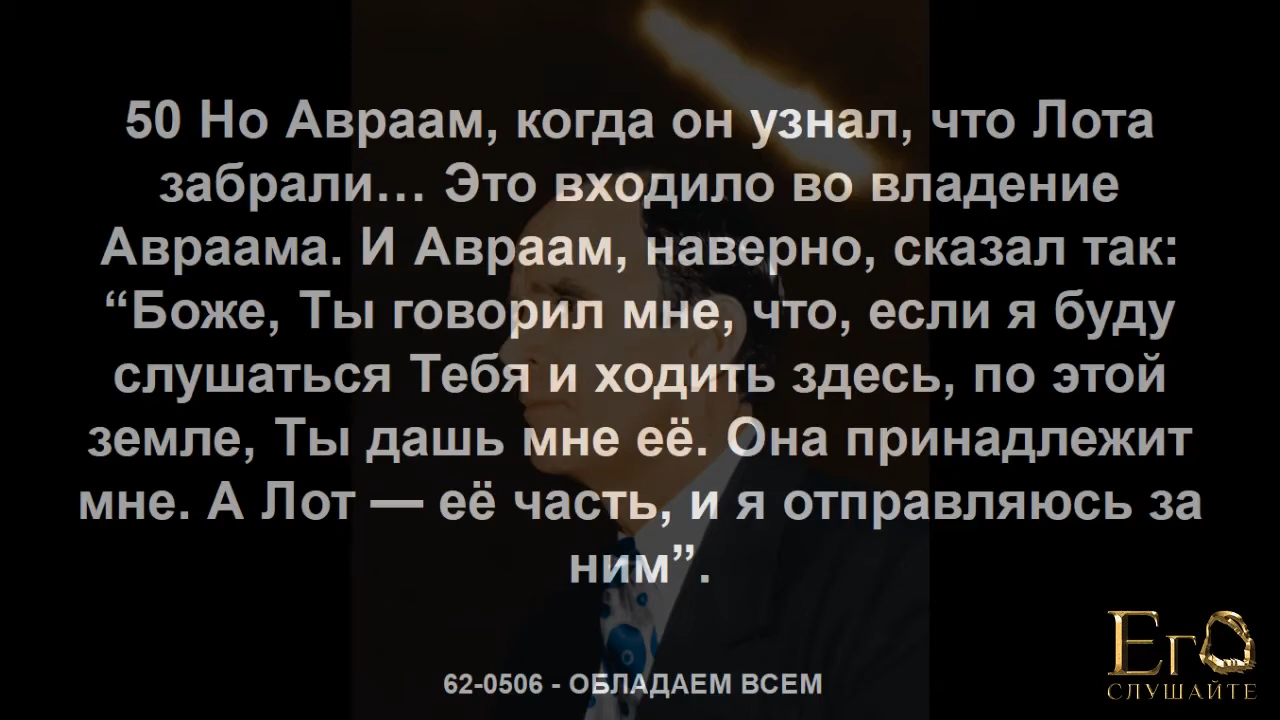 50 Но Авраам, когда он узнал, что Лота
забрали… Это входило во владение
Авраама. И Авраам, наверно, сказал так:
“Боже, Ты говорил мне, что, если я буду
слушаться Тебя и ходить здесь, по этой
земле, Ты дашь мне её. Она принадлежит
мне. А Лот — её часть, и я отправляюсь за
ним”.
62-0506 - ОБЛАДАЕМ ВСЕМ
ЕгО
СЛУШАЙТЕ